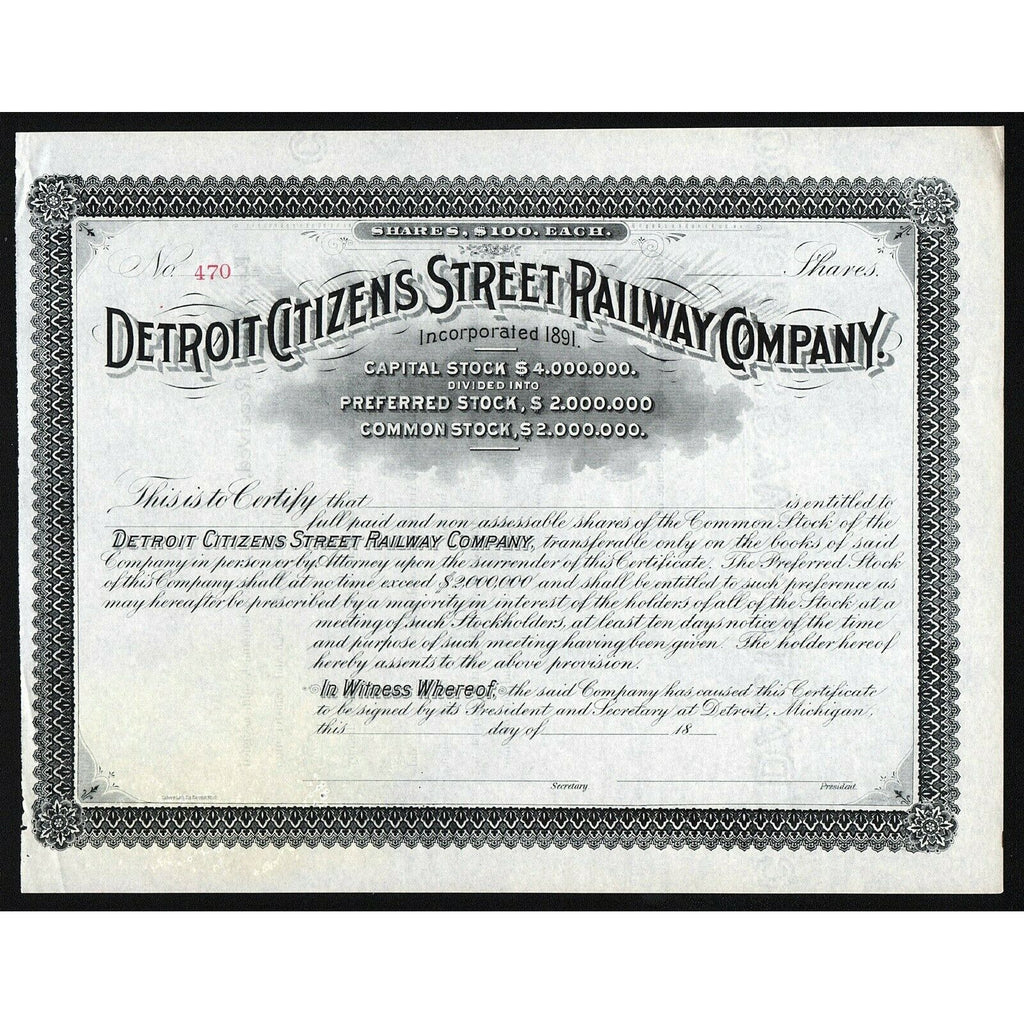 SHARES, $100. EACH.
No. 470 Shares.
DETROIT CITIZENS STREET RAILWAY COMPANY.
Incorporated 1891.
CAPITAL STOCK $4.000.000.
DIVIDED INTO
PREFERRED STOCK, $2.000.000
COMMON STOCK, $2.000.000.
This is to Certify that is entitled to
full paid and non-assessable shares of the Common Stock of the
DETROIT CITIZENS STREET RAILWAY COMPANY, transferable only on the books of said
Company in person or by Attorney upon the surrender of this Certificate. The Preferred Stock
of this Company shall at no time exceed $2,000,000 and shall be entitled to such preference as
may hereafter be prescribed by a majority in interest of the holders of all of the Stock at a
meeting of such Stockholders, at least ten days notice of the time
and purpose of such meeting having been given. The holder hereof
hereby assents to the above provision.
In Witness Whereof, the said Company has caused this Certificate
to be signed by its President and Secretary at Detroit, Michigan,
this day of 18
Secretary President